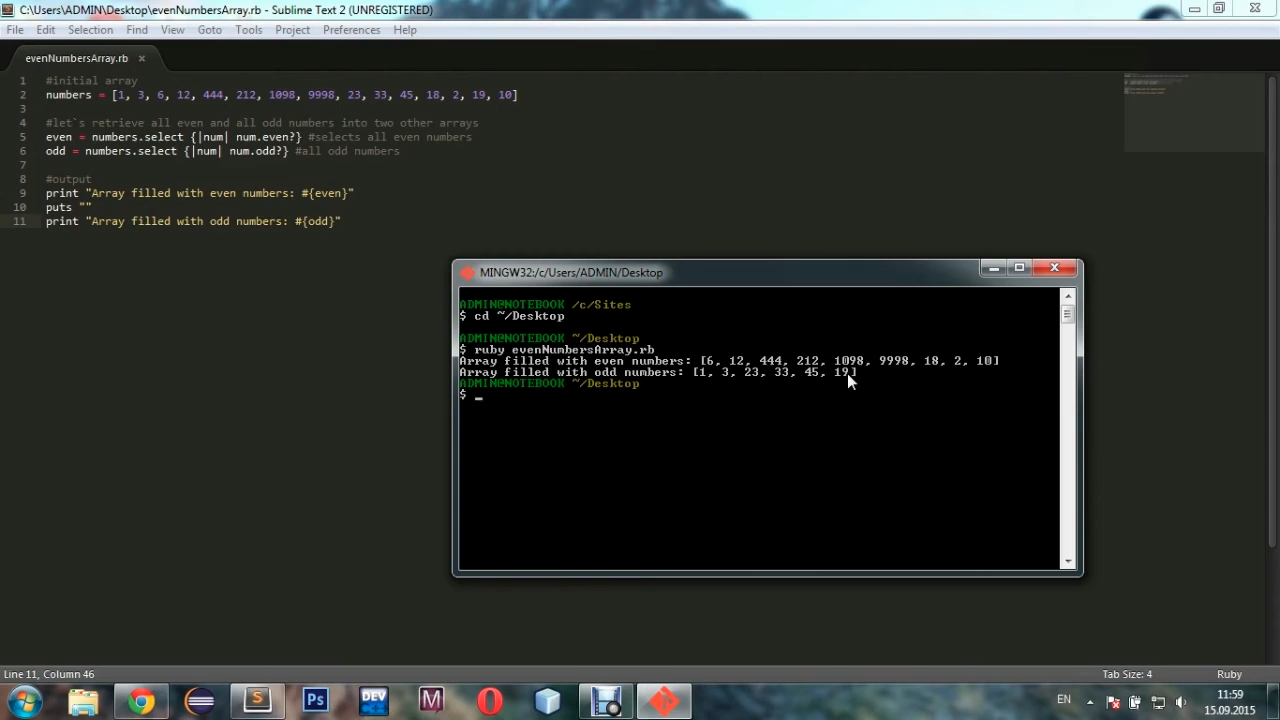 C:\Users\ADMIN\Desktop\evenNumbersArray.rb - Sublime Text 2 (UNREGISTERED)
File Edit Selection Find View Goto Tools Project Preferences Help
evenNumbersArray.rb ×
1 #initial array
2 numbers = [1, 3, 6, 12, 444, 212, 1098, 9998, 23, 33, 45, 19, 10]
3
4 #let`s retrieve all even and all odd numbers into two other arrays
5 even = numbers.select {|num| num.even?} #selects all even numbers
6 odd = numbers.select {|num| num.odd?} #all odd numbers
7
8 #output
9 print "Array filled with even numbers: #{even}"
10 puts ""
11 print "Array filled with odd numbers: #{odd}"
MINGW32:/c/Users/ADMIN/Desktop
ADMIN@NOTEBOOK /c/Sites
$ cd ~/Desktop
ADMIN@NOTEBOOK ~/Desktop
$ ruby evenNumbersArray.rb
Array filled with even numbers: [6, 12, 444, 212, 1098, 9998, 18, 2, 10]
Array filled with odd numbers: [1, 3, 23, 33, 45, 19]
ADMIN@NOTEBOOK ~/Desktop
$ _
Line 11, Column 46
Tab Size: 4
Ruby
Ps
DEV
M
EN
11:59
15.09.2015